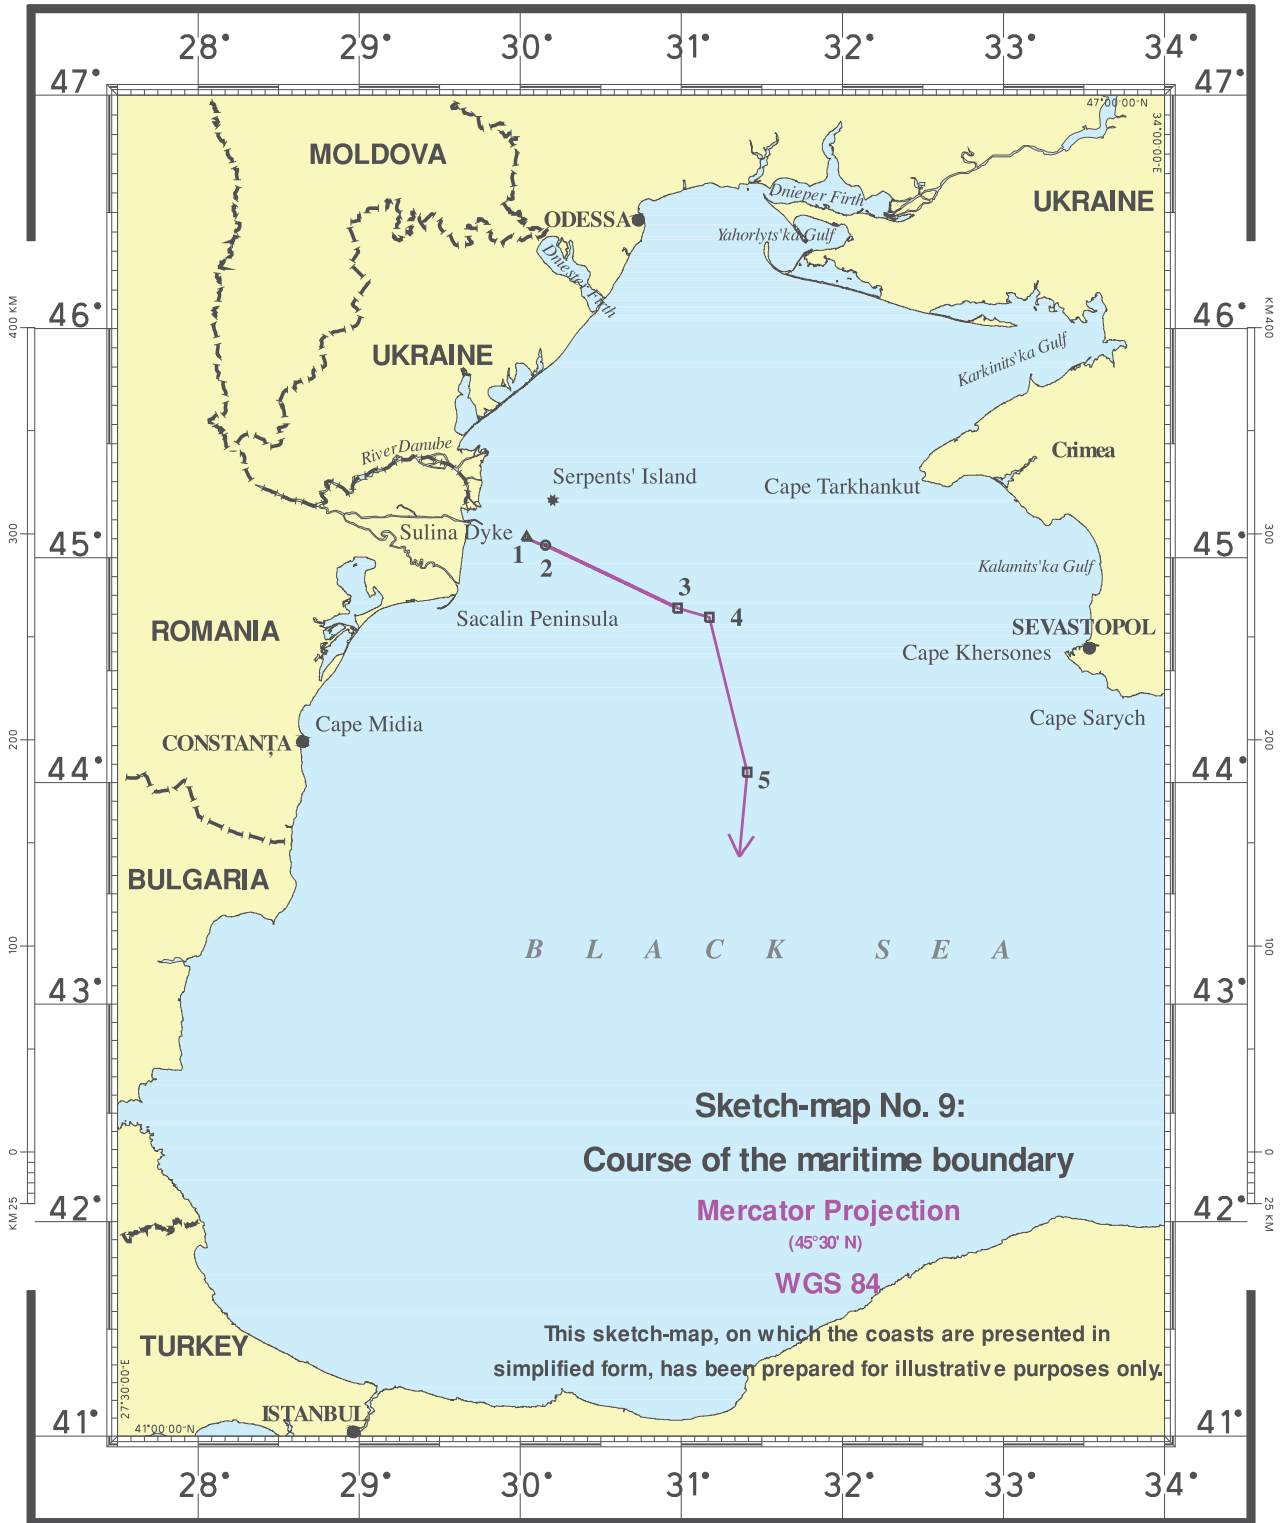 28° 29° 30° 31° 32° 33° 34°
47° 47°
47°00'00''N
34°00'00''E
MOLDOVA
Dnieper Firth
UKRAINE
ODESSA
Yahorlyts'ka Gulf
Dniester Firth
46° 46°
400 KM
KM 400
UKRAINE
Karkinits'ka Gulf
River Danube
Crimea
Serpents' Island
Cape Tarkhankut
300
Sulina Dyke
300
45° 45°
1
2
Kalamits'ka Gulf
3
Sacalin Peninsula
4
ROMANIA
SEVASTOPOL
Cape Khersones
Cape Midia
Cape Sarych
200
CONSTANȚA
200
44° 44°
5
BULGARIA
100
BLACK SEA
100
43° 43°
Sketch-map No. 9:
0
Course of the maritime boundary
0
KM 25
25 KM
42° 42°
Mercator Projection
(45°30' N)
WGS 84
This sketch-map, on which the coasts are presented in
TURKEY
simplified form, has been prepared for illustrative purposes only.
27°30'00''E
ISTANBUL
41°00'00''N
41° 41°
28° 29° 30° 31° 32° 33° 34°